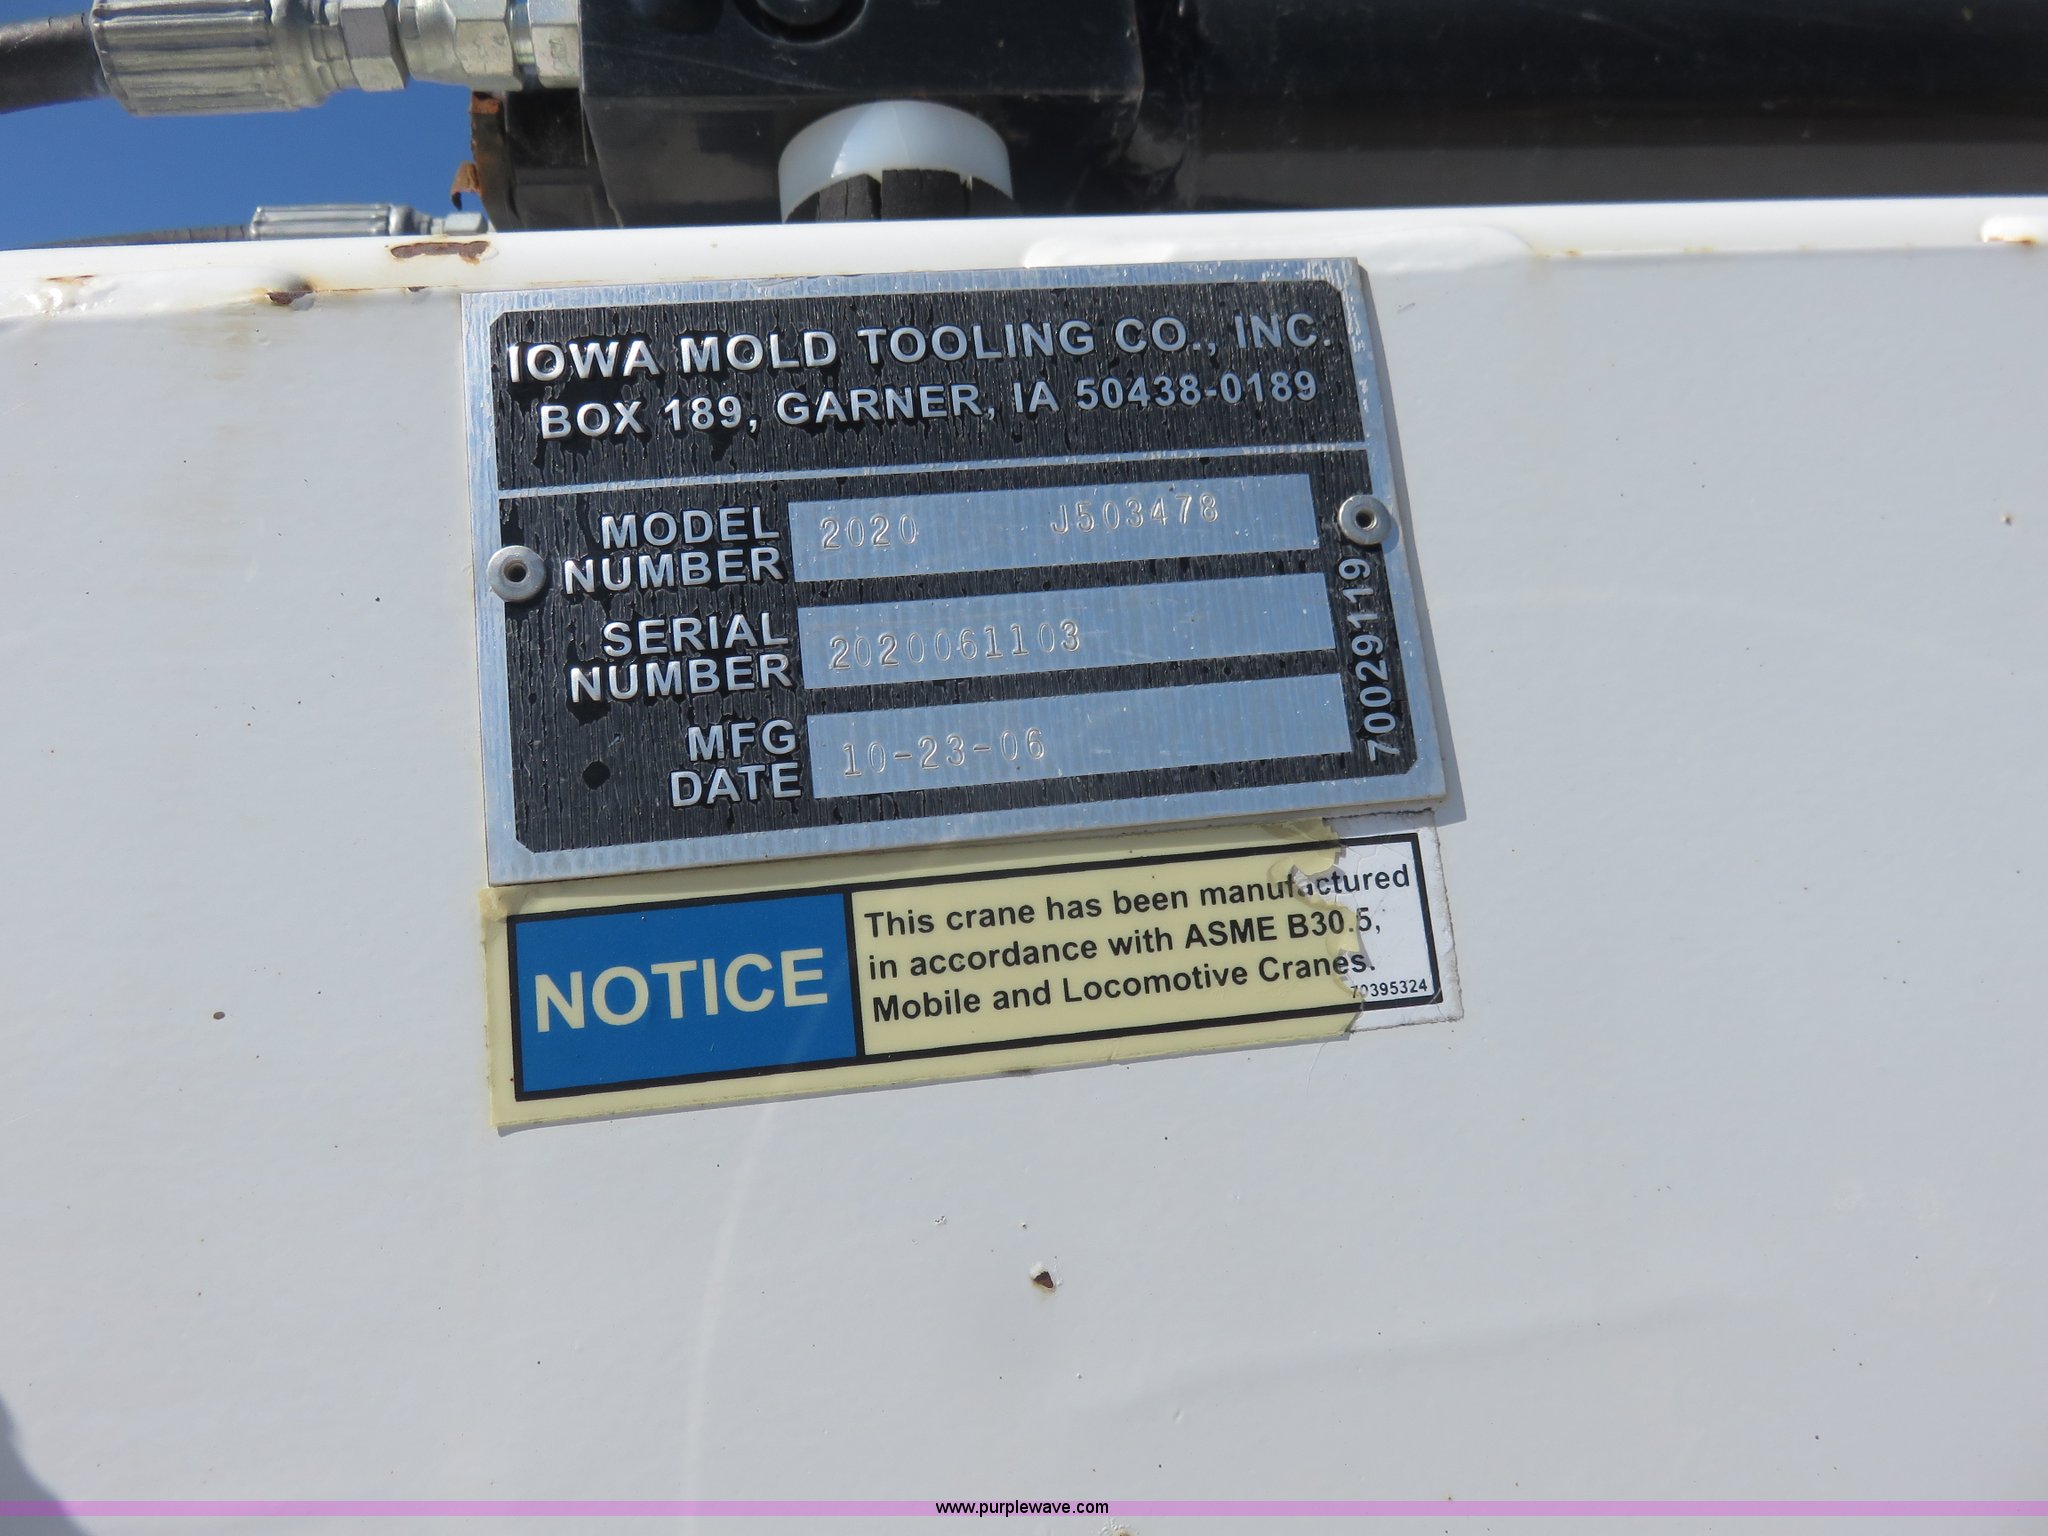 IOWA MOLD TOOLING CO., INC.
BOX 189, GARNER, IA 50438-0189
MODEL NUMBER 2020 J503478
SERIAL NUMBER 2020061103
MFG DATE 10-23-06
70029119
NOTICE
This crane has been manufactured
in accordance with ASME B30.5,
Mobile and Locomotive Cranes.
70395324
www.purplewave.com